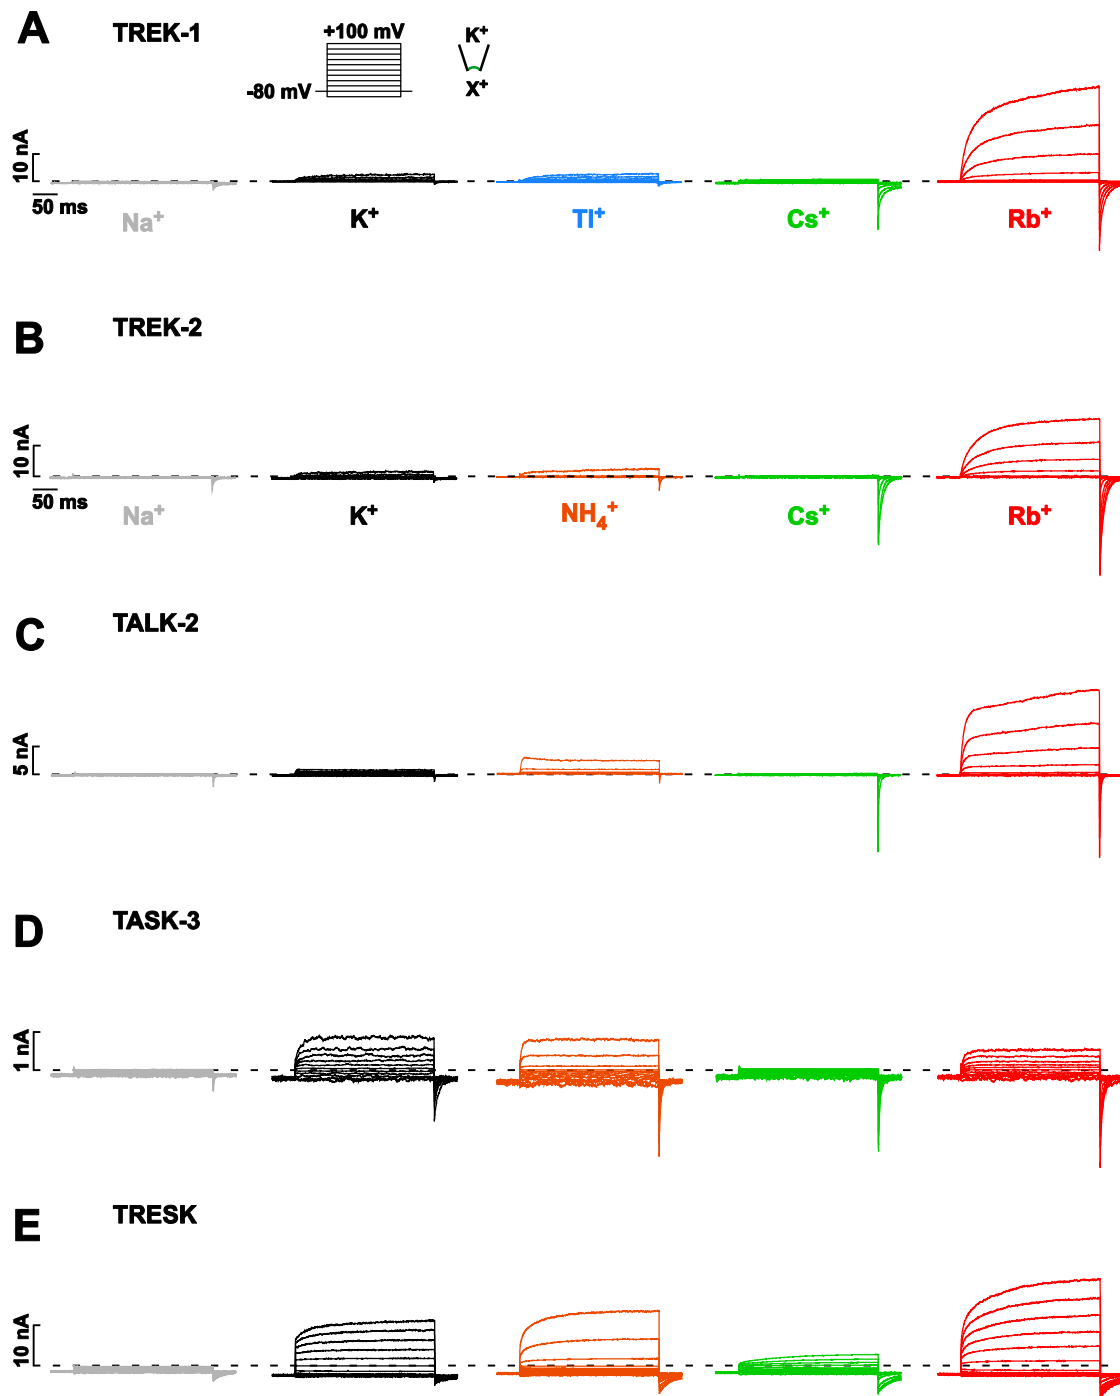 A TREK-1
+100 mV
-80 mV
K⁺
X⁺
10 nA
50 ms
Na⁺ K⁺ Tl⁺ Cs⁺ Rb⁺
B TREK-2
10 nA
50 ms
Na⁺ K⁺ NH₄⁺ Cs⁺ Rb⁺
C TALK-2
5 nA
D TASK-3
1 nA
E TRESK
10 nA